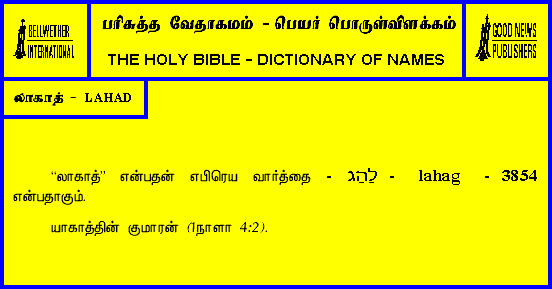 BELLWETHER
INTERNATIONAL
பரிசுத்த வேதாகமம் - பெயர் பொருள்விளக்கம்
THE HOLY BIBLE - DICTIONARY OF NAMES
GOOD NEWS
PUBLISHERS
லாகாத் - LAHAD
“லாகாத்” என்பதன் எபிரெய வார்த்தை - לַהַג - lahag - 3854
என்பதாகும்.
யாகாத்தின் குமாரன் (1நாளா 4:2).